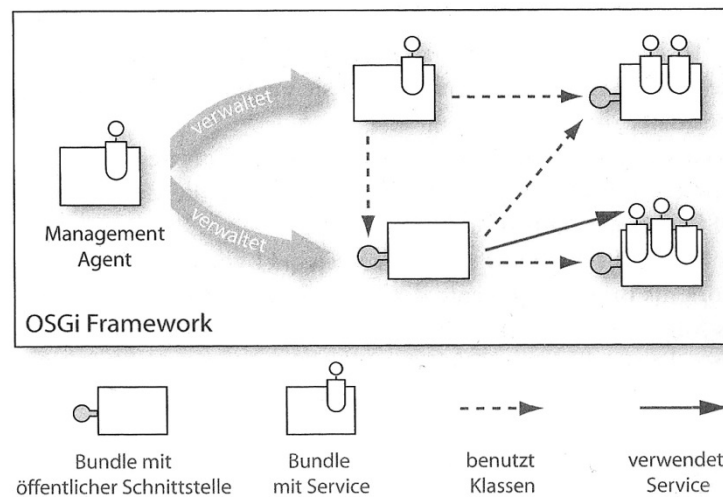 verwaltet
verwaltet
Management
Agent
OSGi Framework
Bundle mit
öffentlicher Schnittstelle
Bundle
mit Service
benutzt
Klassen
verwendet
Service